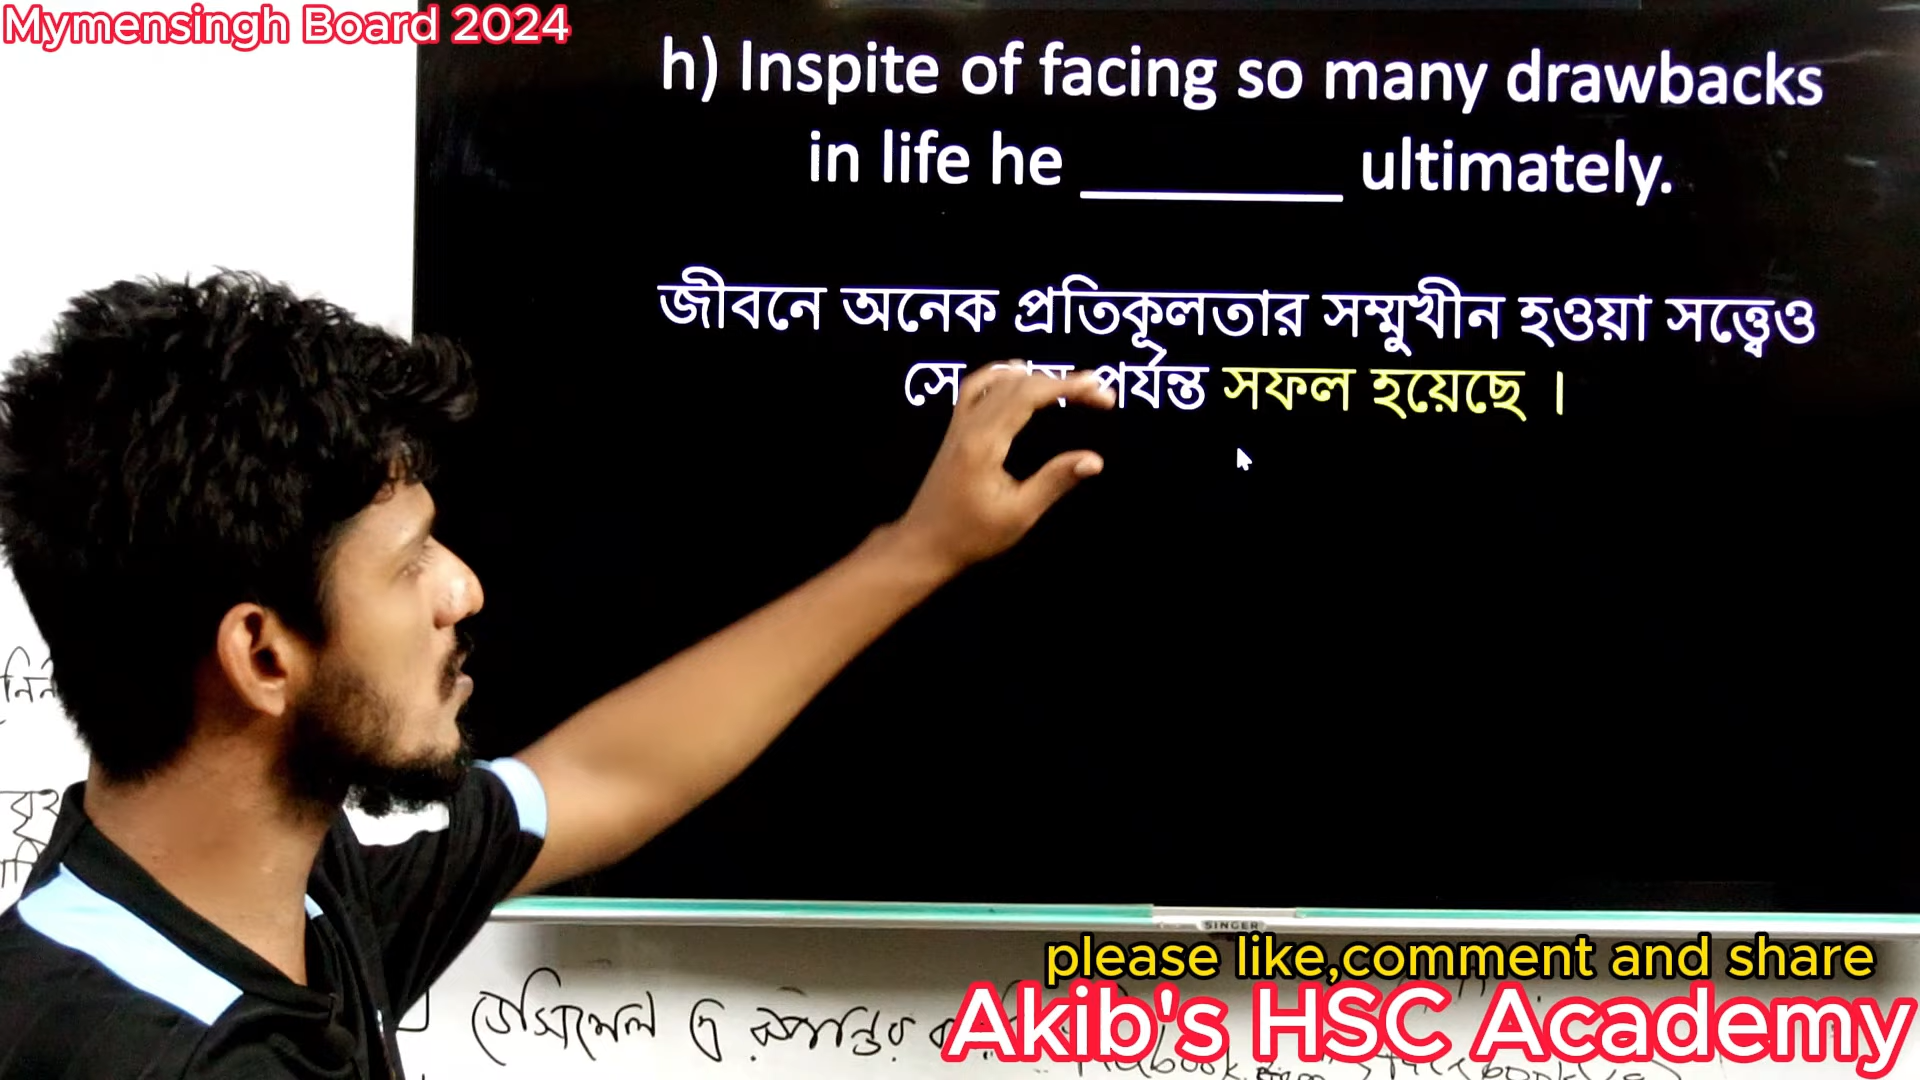 Mymensingh Board 2024
h) Inspite of facing so many drawbacks
in life he ________ ultimately.
জীবনে অনেক প্রতিকূলতার সম্মুখীন হওয়া সত্ত্বেও
সে পর্যন্ত সফল হয়েছে ।
SINGER
please like,comment and share
Akib's HSC Academy